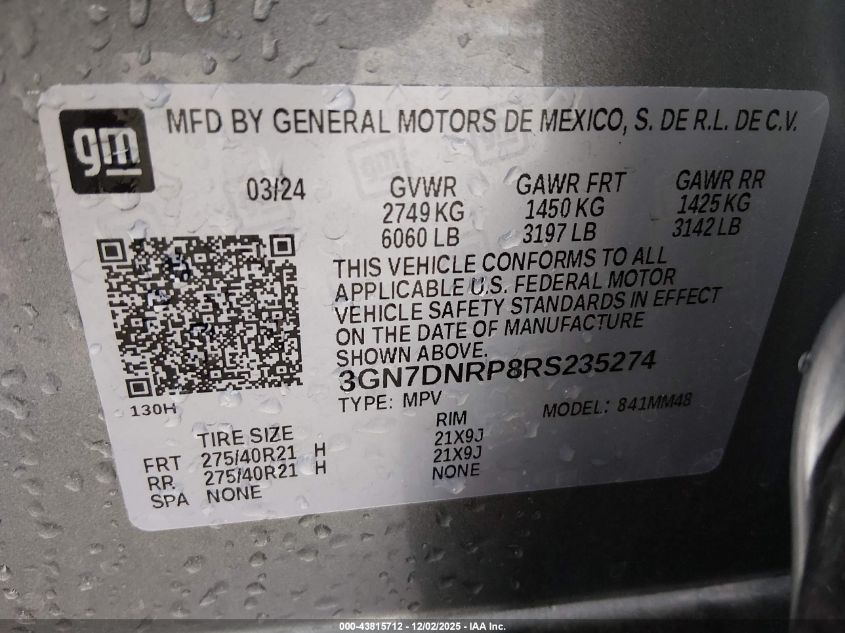 gm
MFD BY GENERAL MOTORS DE MEXICO, S. DE R.L. DE C.V.
03/24 GVWR GAWR FRT GAWR RR
2749 KG 1450 KG 1425 KG
6060 LB 3197 LB 3142 LB
THIS VEHICLE CONFORMS TO ALL
APPLICABLE U.S. FEDERAL MOTOR
VEHICLE SAFETY STANDARDS IN EFFECT
ON THE DATE OF MANUFACTURE
SHOWN ABOVE.
3GN7DNRP8RS235274
130H TYPE: MPV MODEL: 841MM48
TIRE SIZE RIM
FRT 275/40R21 H 21X9J
RR 275/40R21 H 21X9J
SPA NONE NONE
000-43815712 - 12/02/2025 - IAA Inc.